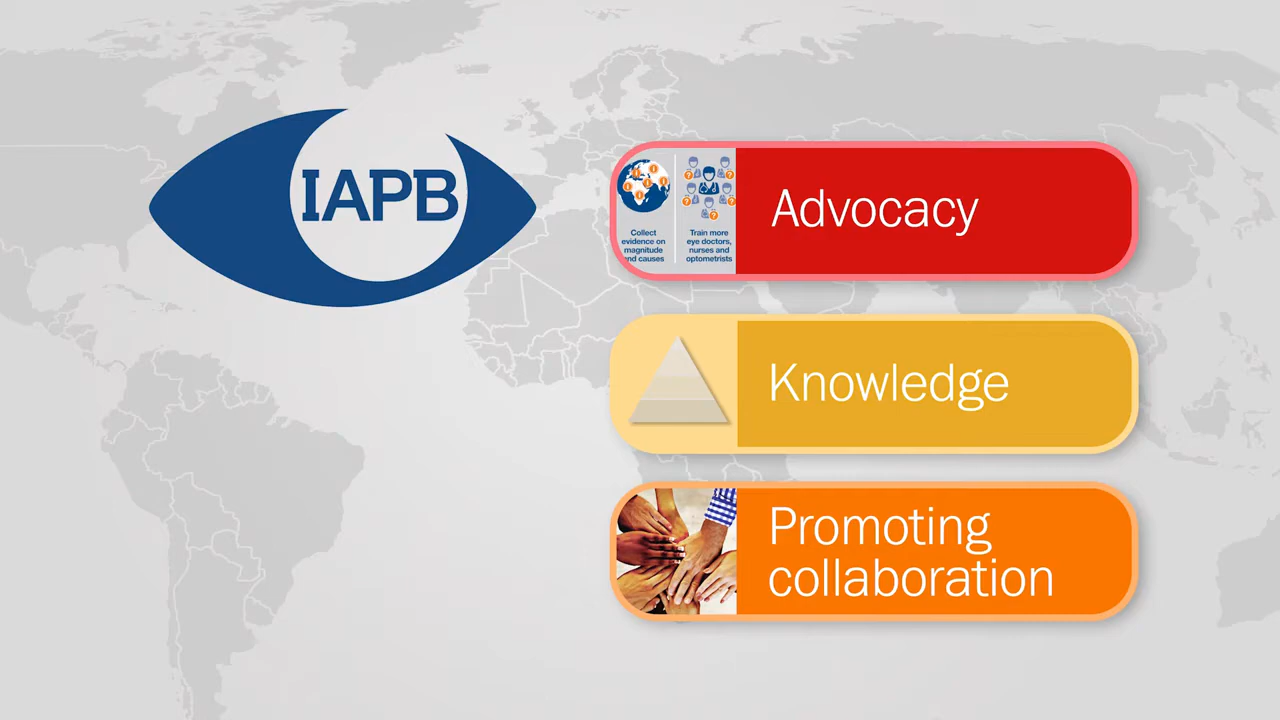 IAPB
Collect
evidence on
magnitude
and causes
Train more
eye doctors,
nurses and
optometrists
Advocacy
Knowledge
Promoting
collaboration